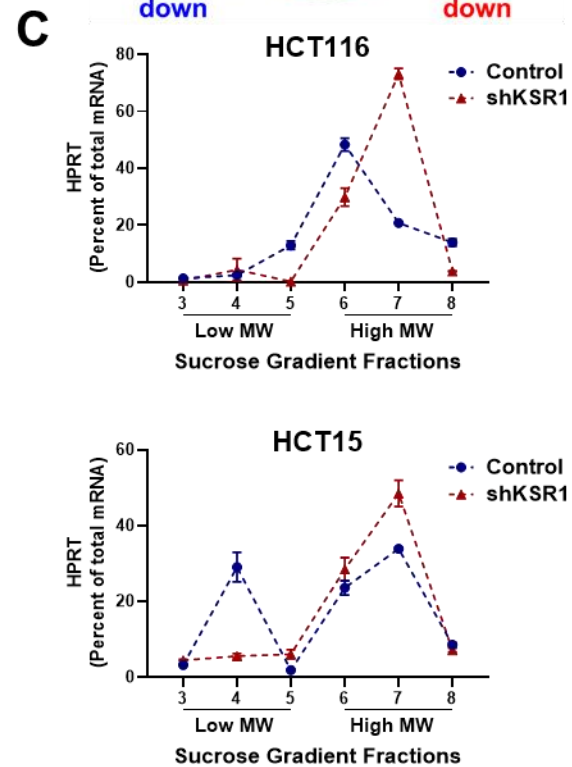 down
down
C
HCT116
Control
shKSR1
HPRT
(Percent of total mRNA)
80
60
40
20
0
3 4 5 6 7 8
Low MW High MW
Sucrose Gradient Fractions
HCT15
Control
shKSR1
HPRT
(Percent of total mRNA)
60
40
20
0
3 4 5 6 7 8
Low MW High MW
Sucrose Gradient Fractions